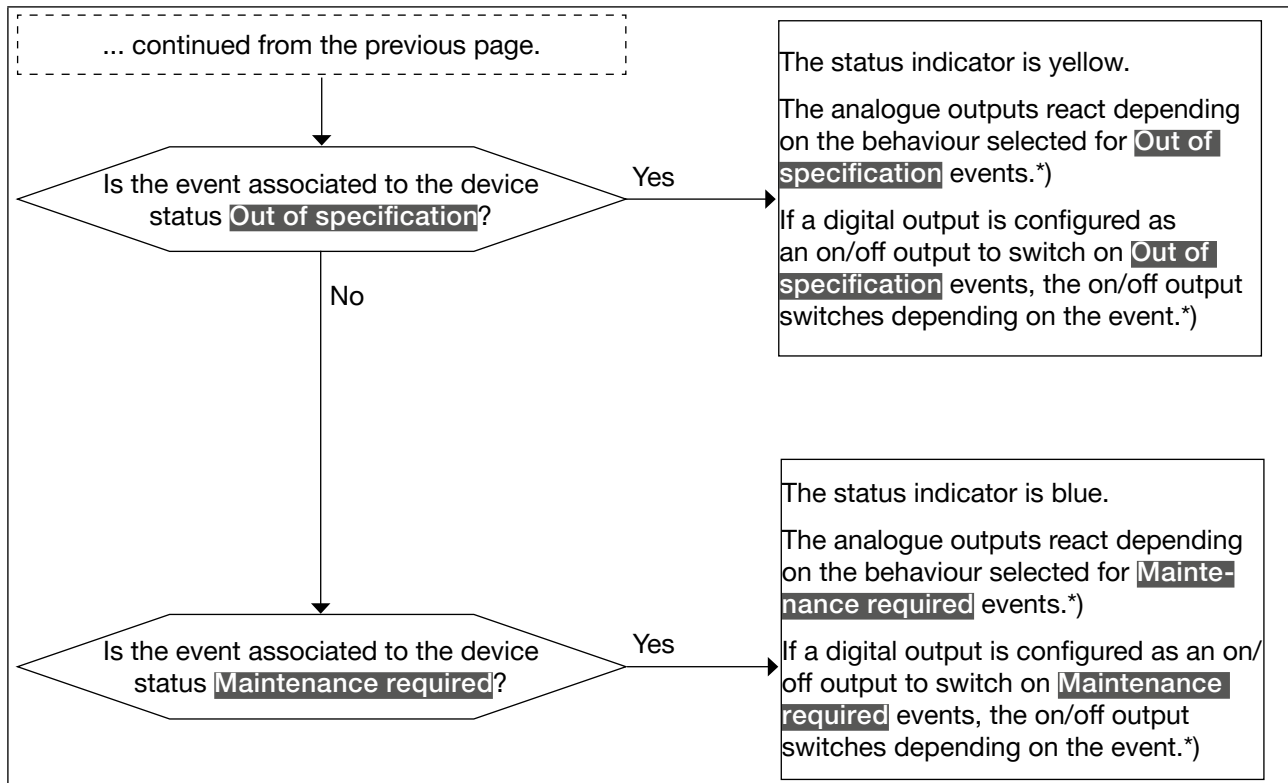 ... continued from the previous page.
Is the event associated to the device
status Out of specification?
Yes
The status indicator is yellow.
The analogue outputs react depending
on the behaviour selected for Out of
specification events.*)
If a digital output is configured as
an on/off output to switch on Out of
specification events, the on/off output
switches depending on the event.*)
No
Is the event associated to the device
status Maintenance required?
Yes
The status indicator is blue.
The analogue outputs react depending
on the behaviour selected for Mainte-
nance required events.*)
If a digital output is configured as an on/
off output to switch on Maintenance
required events, the on/off output
switches depending on the event.*)